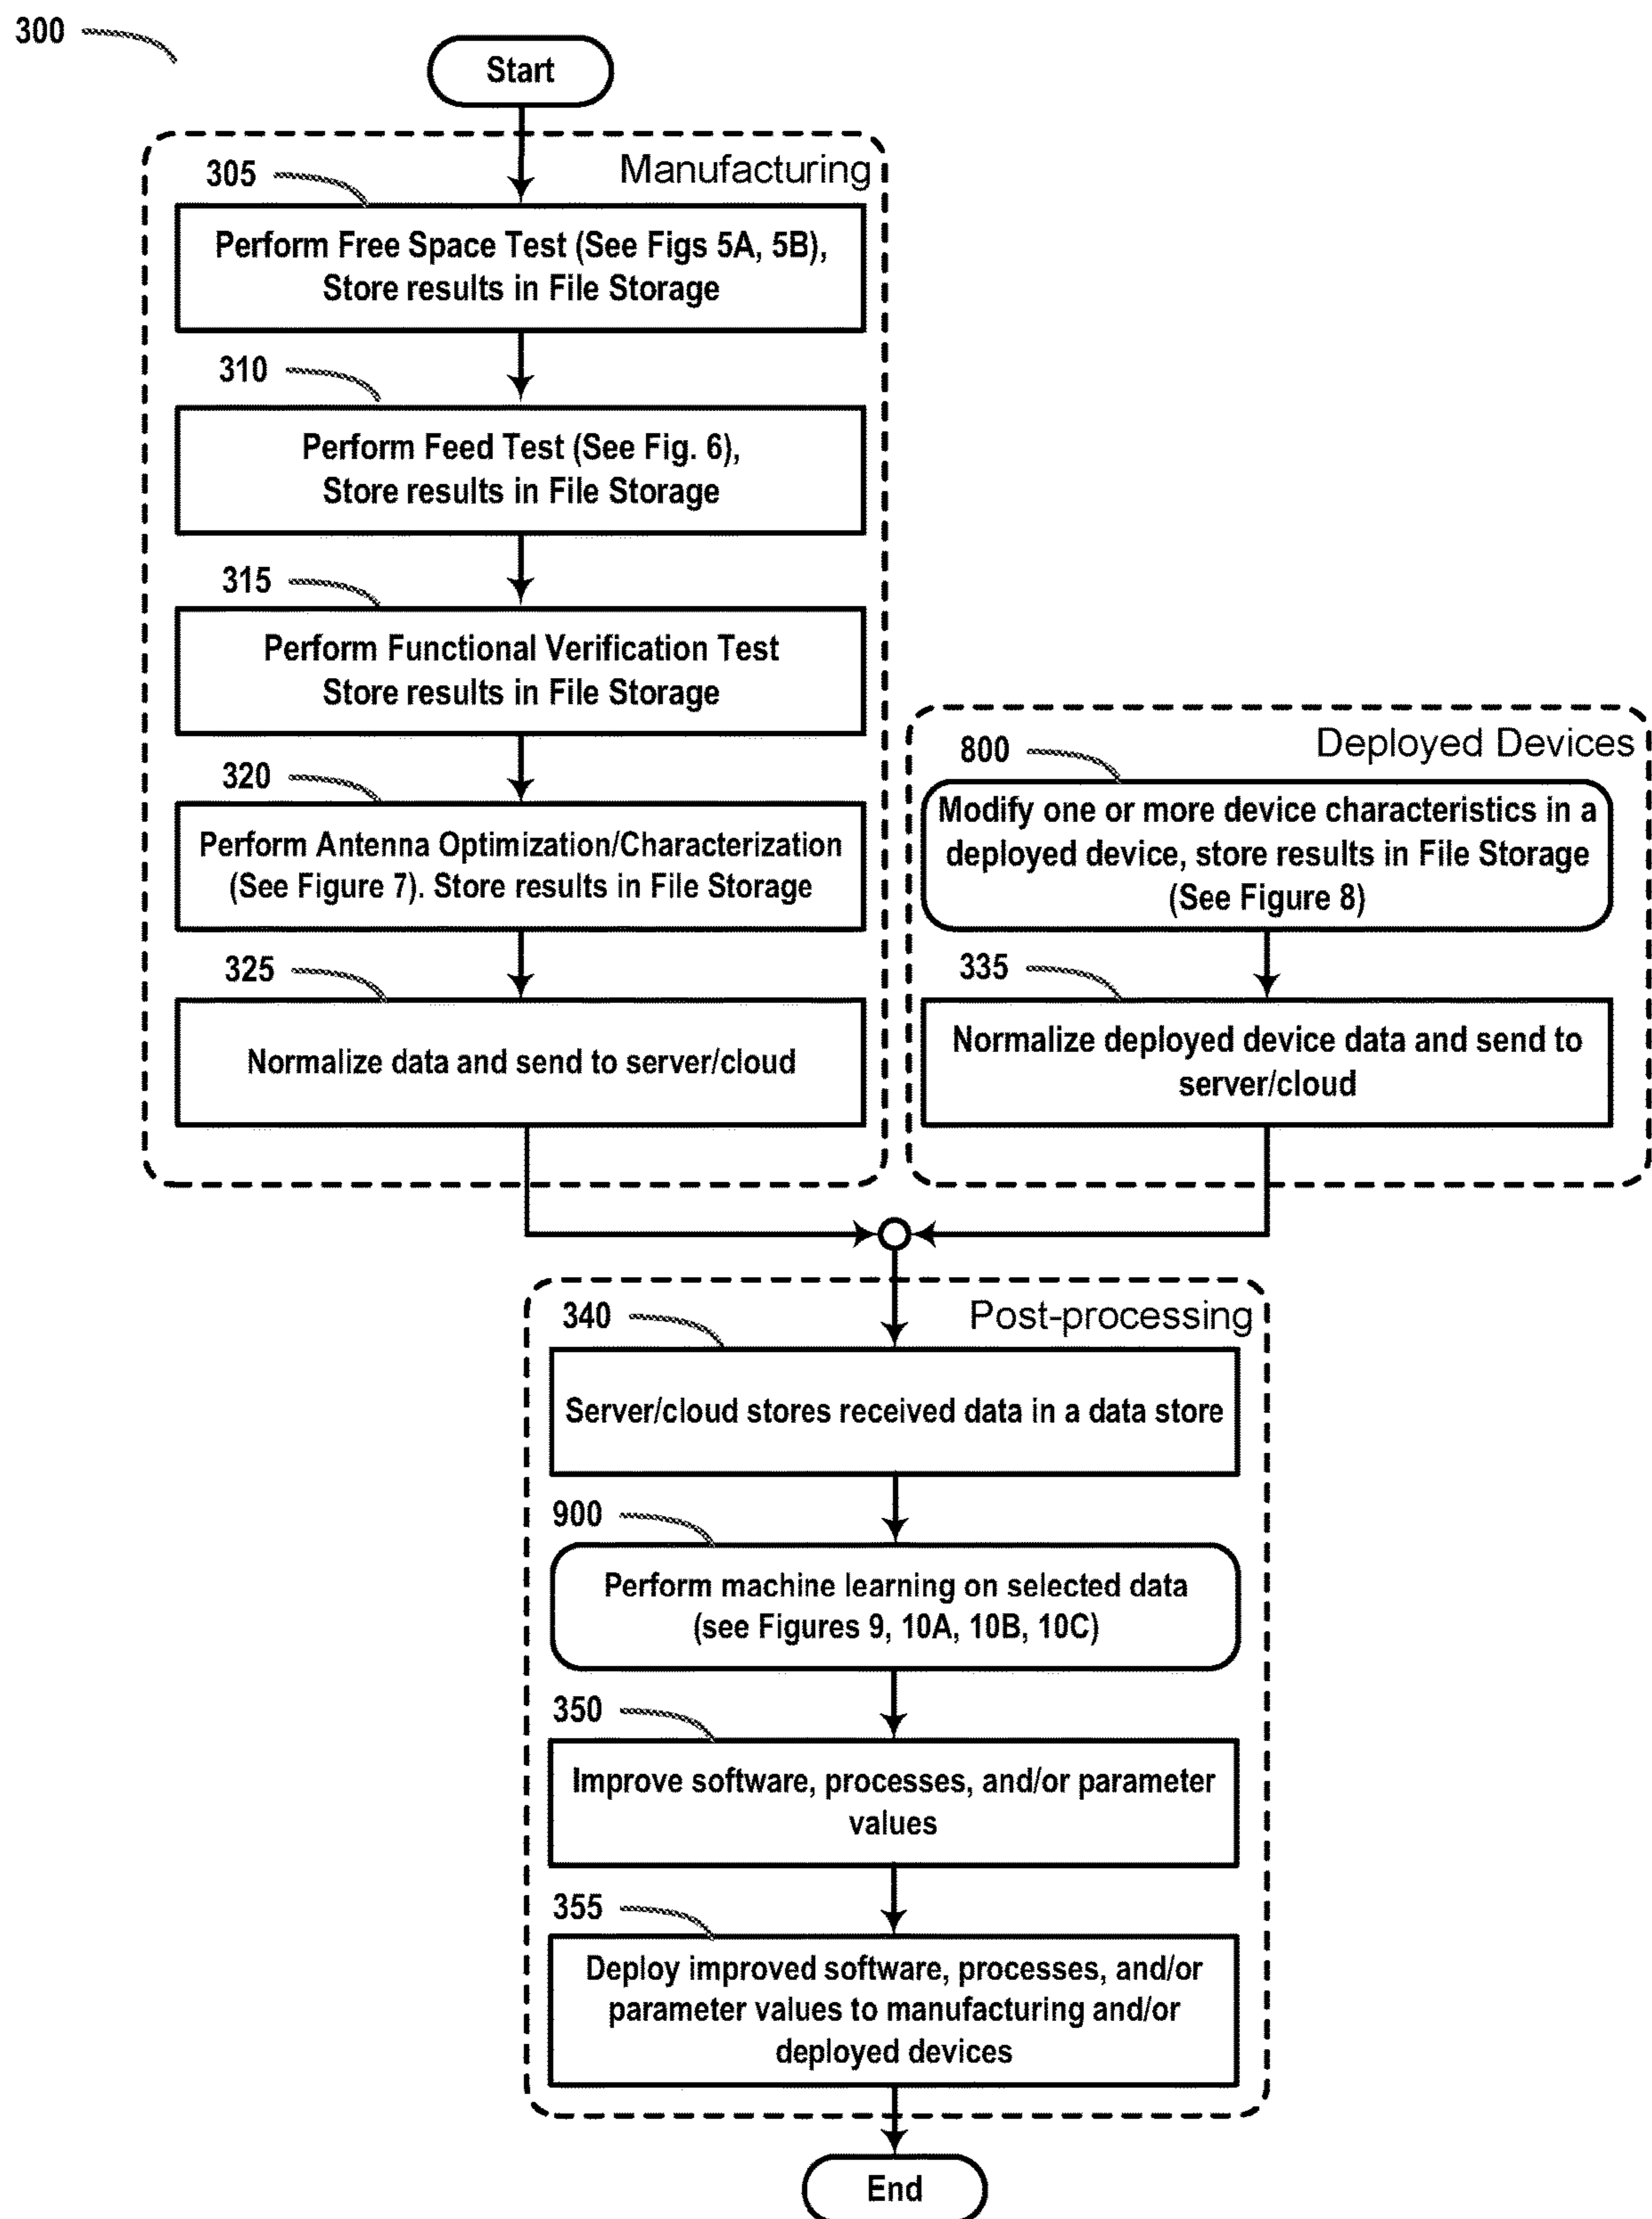 300
Start
Manufacturing
305
Perform Free Space Test (See Figs 5A, 5B),
Store results in File Storage
310
Perform Feed Test (See Fig. 6),
Store results in File Storage
315
Perform Functional Verification Test
Store results in File Storage
320
Perform Antenna Optimization/Characterization
(See Figure 7). Store results in File Storage
325
Normalize data and send to server/cloud
Deployed Devices
800
Modify one or more device characteristics in a
deployed device, store results in File Storage
(See Figure 8)
335
Normalize deployed device data and send to
server/cloud
Post-processing
340
Server/cloud stores received data in a data store
900
Perform machine learning on selected data
(see Figures 9, 10A, 10B, 10C)
350
Improve software, processes, and/or parameter
values
355
Deploy improved software, processes, and/or
parameter values to manufacturing and/or
deployed devices
End